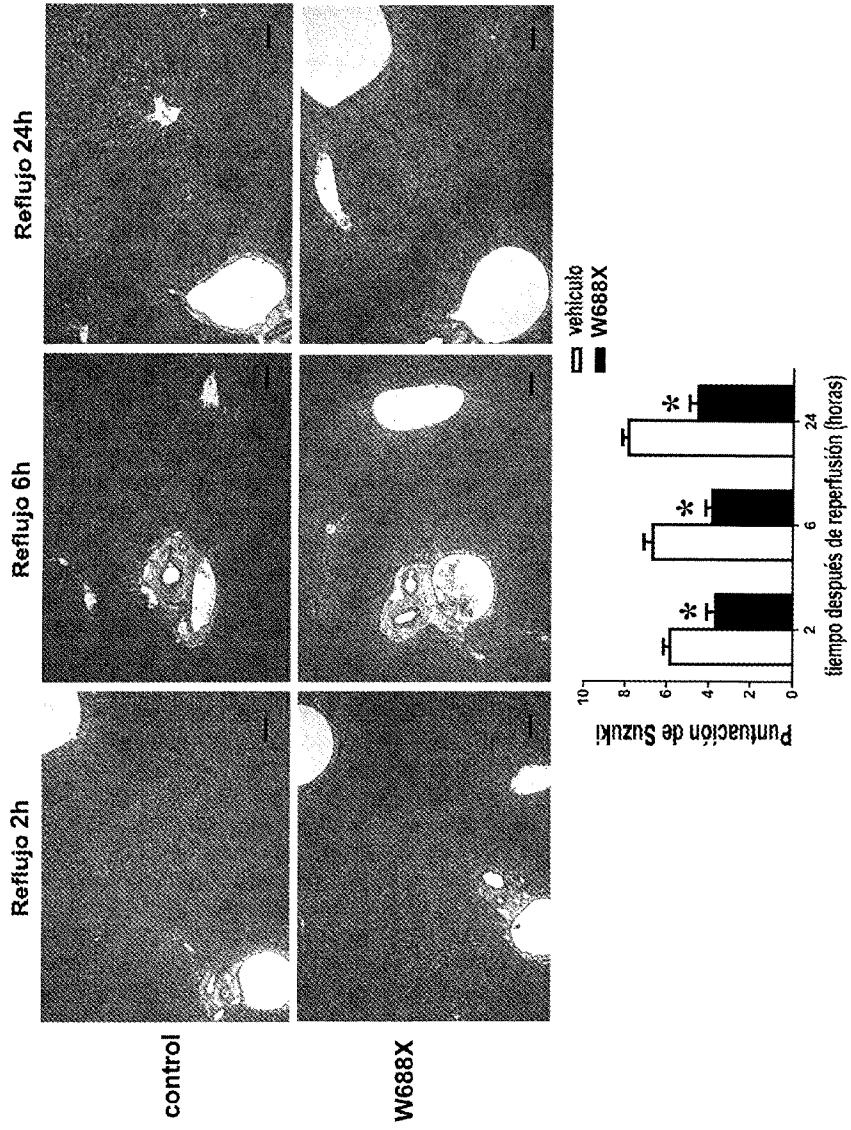 Reflujo 2h
Reflujo 6h
Reflujo 24h
control
W688X
vehículo
W688X
Puntuación de Suzuki
10
8
6
4
2
0
*
*
*
2
6
24
tiempo después de reperfusión (horas)